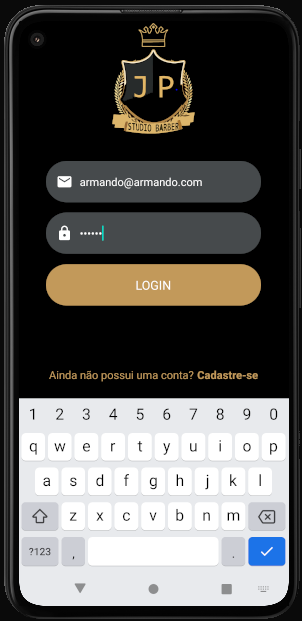 JP
STUDIO BARBER
armando@armando.com
••••••
LOGIN
Ainda não possui uma conta? Cadastre-se
1 2 3 4 5 6 7 8 9 0
q w e r t y u i o p
a s d f g h j k l
z x c v b n m
?123 , .